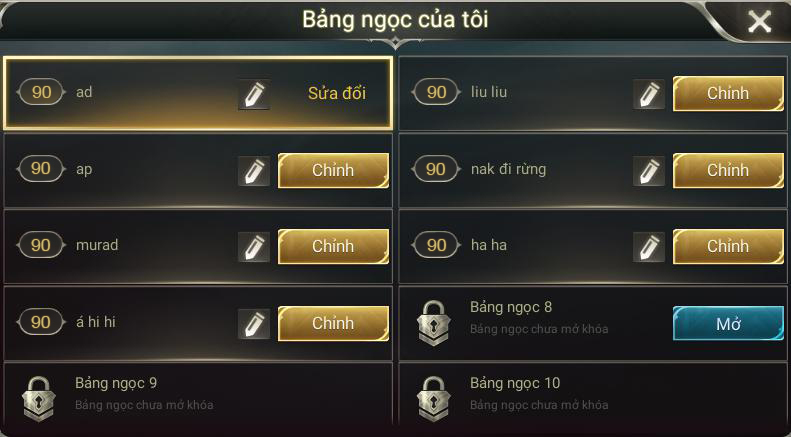 Bảng ngọc của tôi
90 ad Sửa đổi
90 liu liu Chỉnh
90 ap Chỉnh
90 nak đi rừng Chỉnh
90 murad Chỉnh
90 ha ha Chỉnh
90 á hi hi Chỉnh
Bảng ngọc 8
Bảng ngọc chưa mở khóa
Mở
Bảng ngọc 9
Bảng ngọc chưa mở khóa
Bảng ngọc 10
Bảng ngọc chưa mở khóa